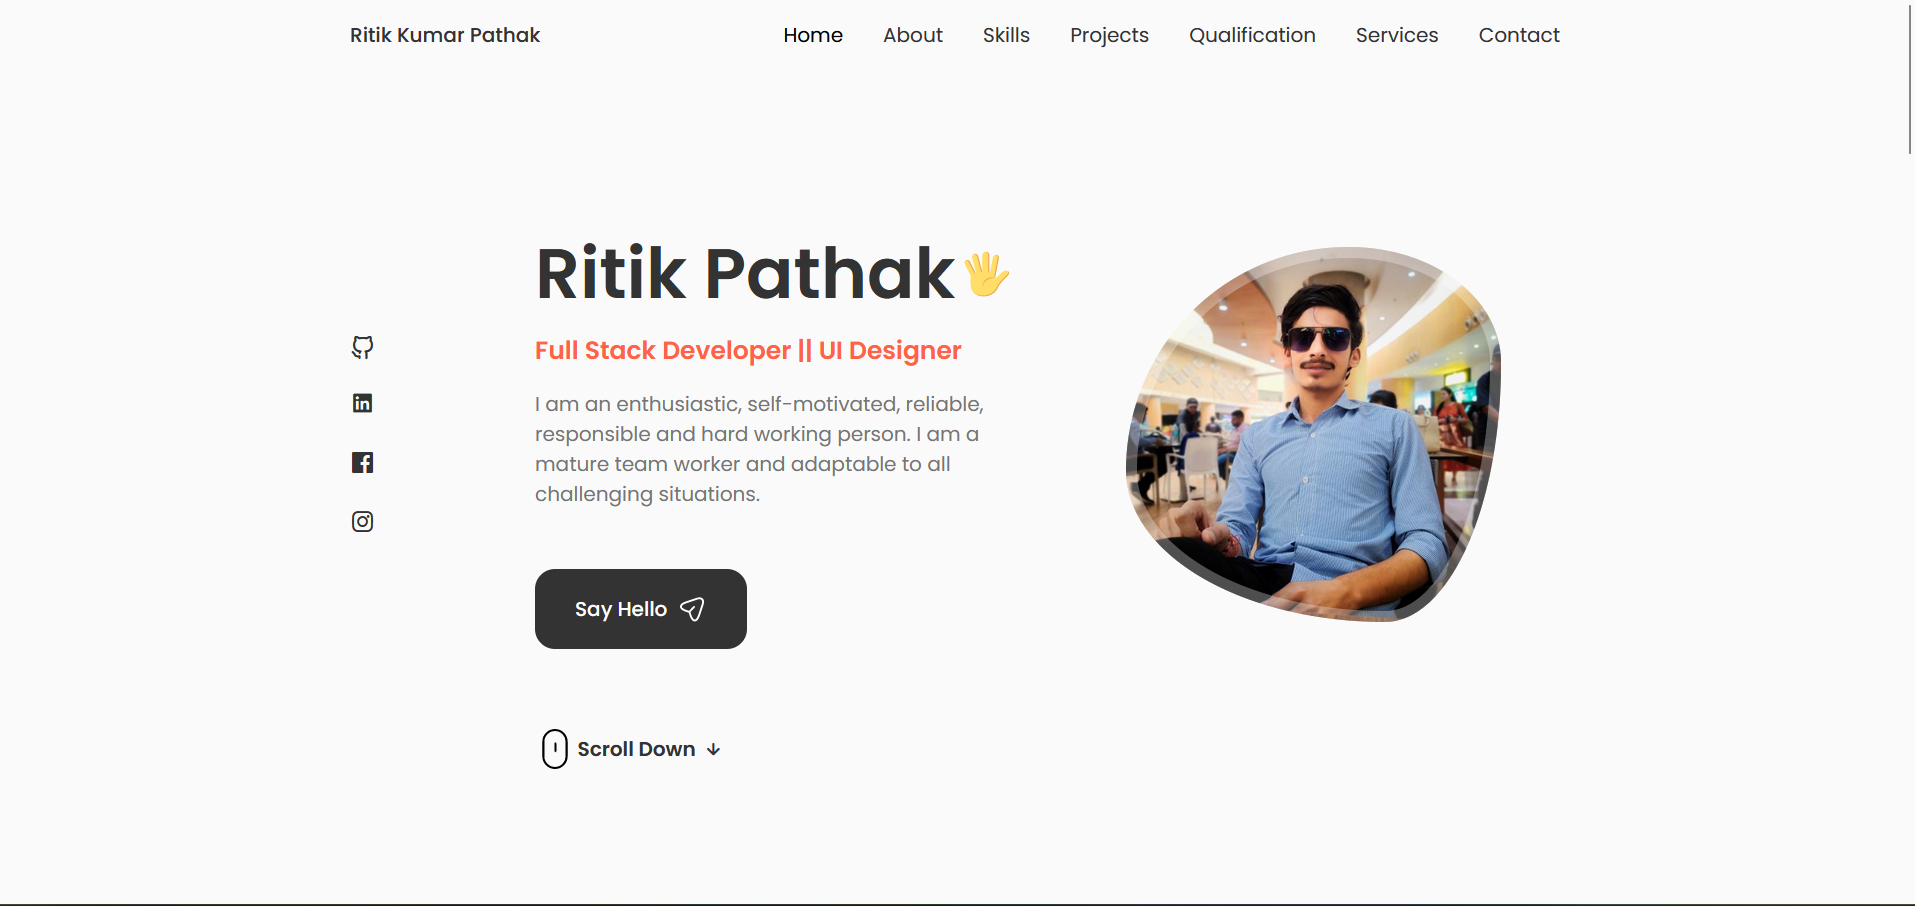 Ritik Kumar Pathak
Home About Skills Projects Qualification Services Contact
Ritik Pathak🖐
Full Stack Developer || UI Designer
I am an enthusiastic, self-motivated, reliable,
responsible and hard working person. I am a
mature team worker and adaptable to all
challenging situations.
Say Hello
Scroll Down ↓